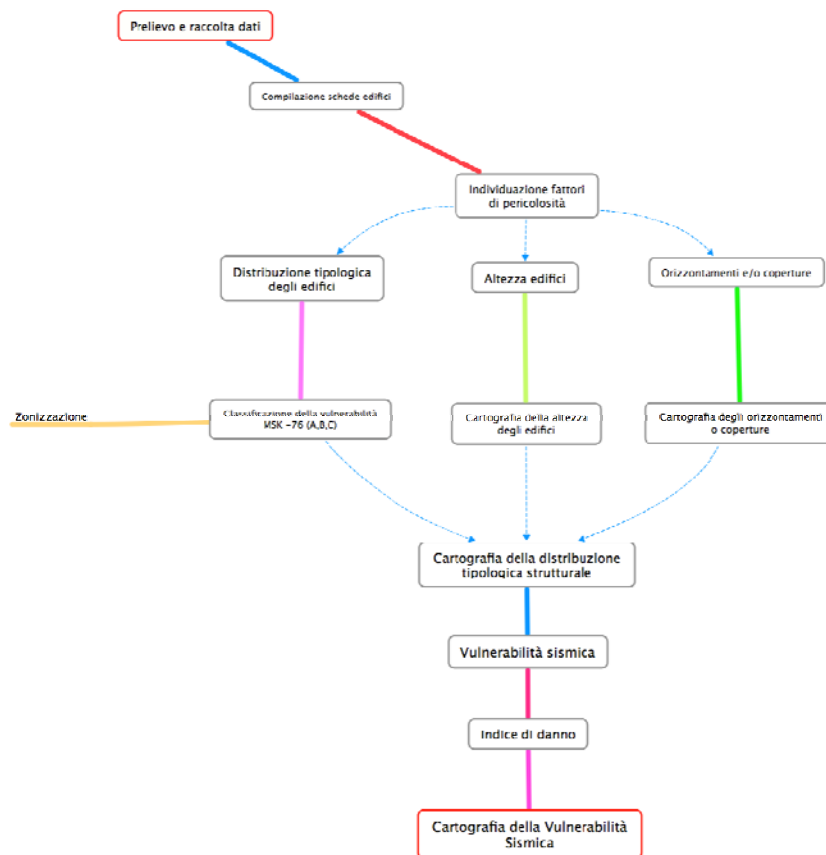 Prelievo e raccolta dati
Compilazione schede edifici
Individuazione fattori
di pericolosità
Distribuzione tipologica
degli edifici
Altezza edifici
Orizzontamenti e/o coperture
Zonizzazione
Classificazione della vulnerabilità
MSK -76 (A,B,C)
Cartografia della altezza
degli edifici
Cartografia degli orizzontamenti
o coperture
Cartografia della distribuzione
tipologica strutturale
Vulnerabilità sismica
Indice di danno
Cartografia della Vulnerabilità
Sismica